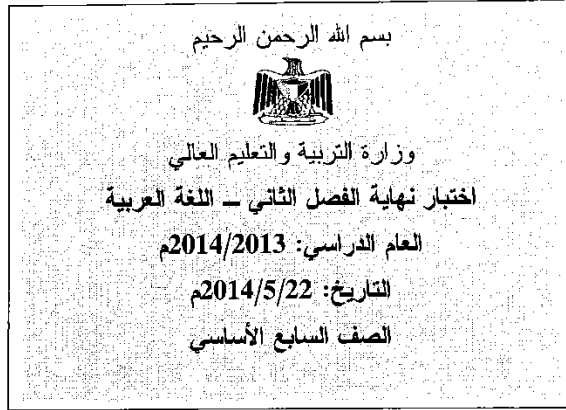 بسم الله الرحمن الرحيم
وزارة التربية والتعليم العالي
اختبار نهاية الفصل الثاني – اللغة العربية
العام الدراسي: 2014/2013م
التاريخ: 2014/5/22م
الصف السابع الأساسي